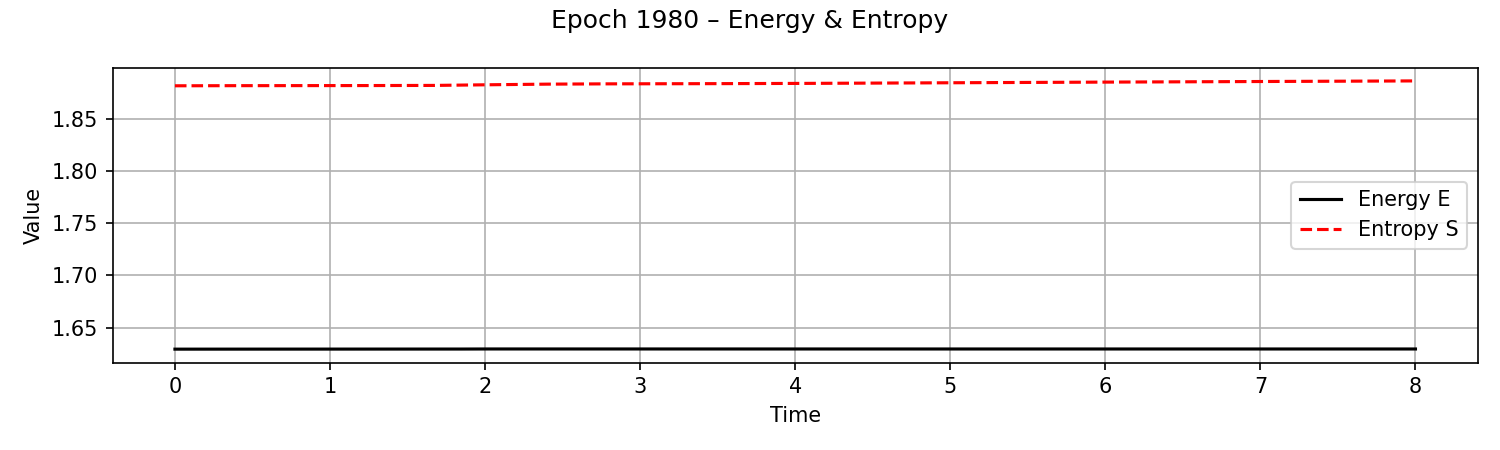 Epoch 1980 – Energy & Entropy
Value
1.85
1.80
1.75
1.70
1.65
Energy E
Entropy S
0 1 2 3 4 5 6 7 8
Time